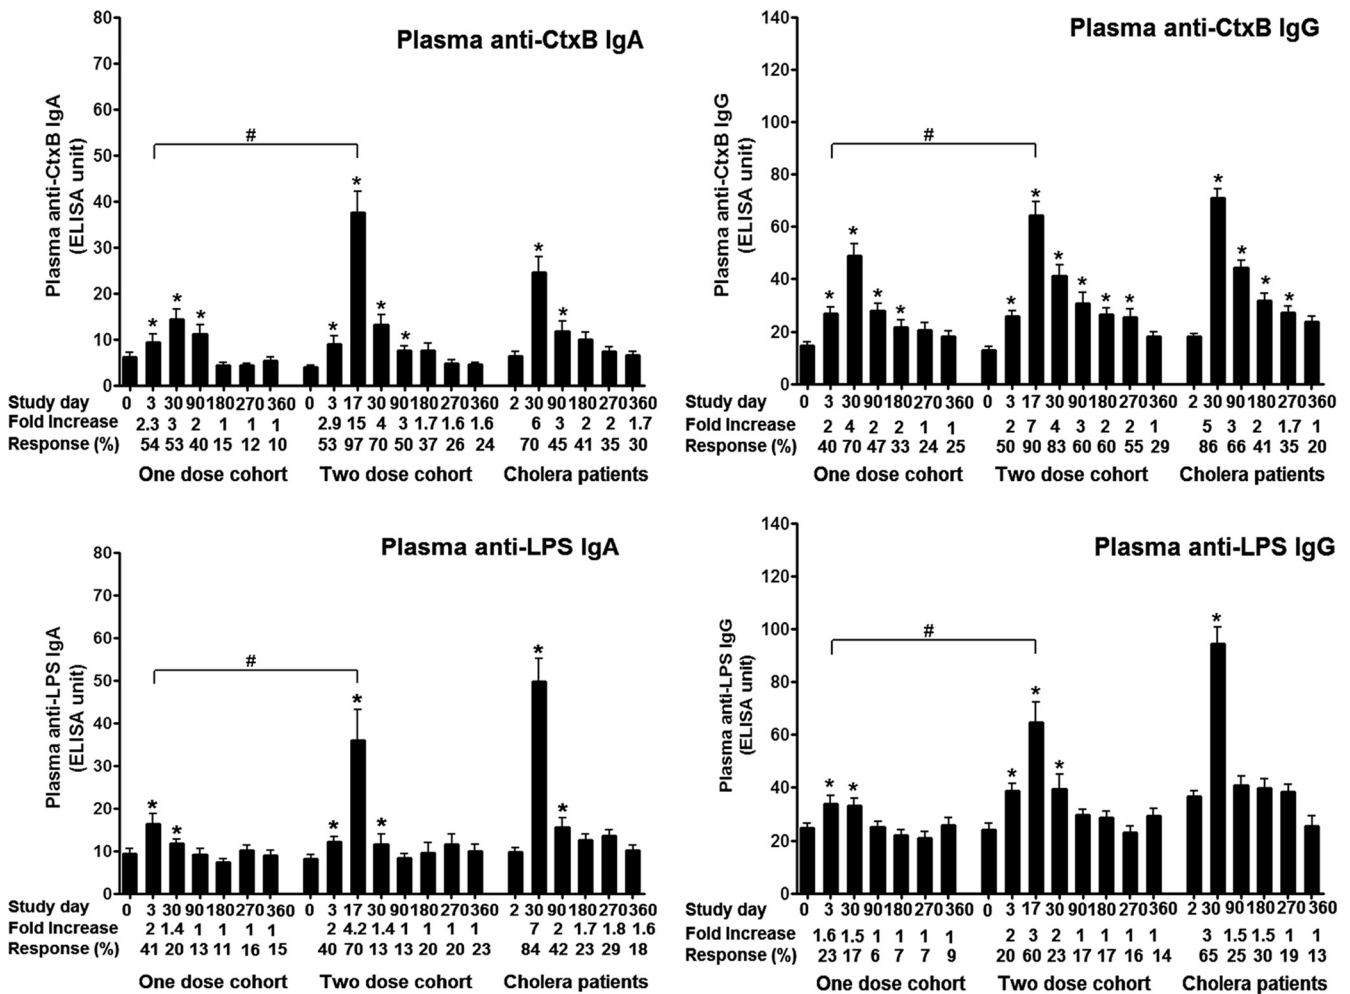 Plasma anti-CtxB IgA
Plasma anti-CtxB IgA
(ELISA unit)
80
70
60
50
40
30
20
10
0
#
* * * * * * * * *
Study day 0 3 30 90 180 270 360 0 3 17 30 90 180 270 360 2 30 90 180 270 360
Fold Increase 2.3 3 2 1 1 1 2.9 15 4 3 1.7 1.6 1.6 6 3 2 2 1.7
Response (%) 54 53 40 15 12 10 53 97 70 50 37 26 24 70 45 41 35 30
One dose cohort Two dose cohort Cholera patients
Plasma anti-CtxB IgG
Plasma anti-CtxB IgG
(ELISA unit)
140
120
100
80
60
40
20
0
#
* * * * * * * * * * * * * *
Study day 0 3 30 90 180 270 360 0 3 17 30 90 180 270 360 2 30 90 180 270 360
Fold Increase 2 4 2 2 1 1 2 7 4 3 2 2 1 5 3 2 1.7 1
Response (%) 40 70 47 33 24 25 50 90 83 60 60 55 29 86 66 41 35 20
One dose cohort Two dose cohort Cholera patients
Plasma anti-LPS IgA
Plasma anti-LPS IgA
(ELISA unit)
80
70
60
50
40
30
20
10
0
#
* * * * * * *
Study day 0 3 30 90 180 270 360 0 3 17 30 90 180 270 360 2 30 90 180 270 360
Fold Increase 2 1.4 1 1 1 1 2 4.2 1.4 1 1 1 1 7 2 1.7 1.8 1.6
Response (%) 41 20 13 11 16 15 40 70 13 13 20 20 23 84 42 23 29 18
One dose cohort Two dose cohort Cholera patients
Plasma anti-LPS IgG
Plasma anti-LPS IgG
(ELISA unit)
140
120
100
80
60
40
20
0
#
* * * * * *
Study day 0 3 30 90 180 270 360 0 3 17 30 90 180 270 360 2 30 90 180 270 360
Fold Increase 1.6 1.5 1 1 1 1 2 3 2 1 1 1 1 3 1.5 1.5 1 1
Response (%) 23 17 6 7 7 9 20 60 23 17 17 16 14 65 25 30 19 13
One dose cohort Two dose cohort Cholera patients